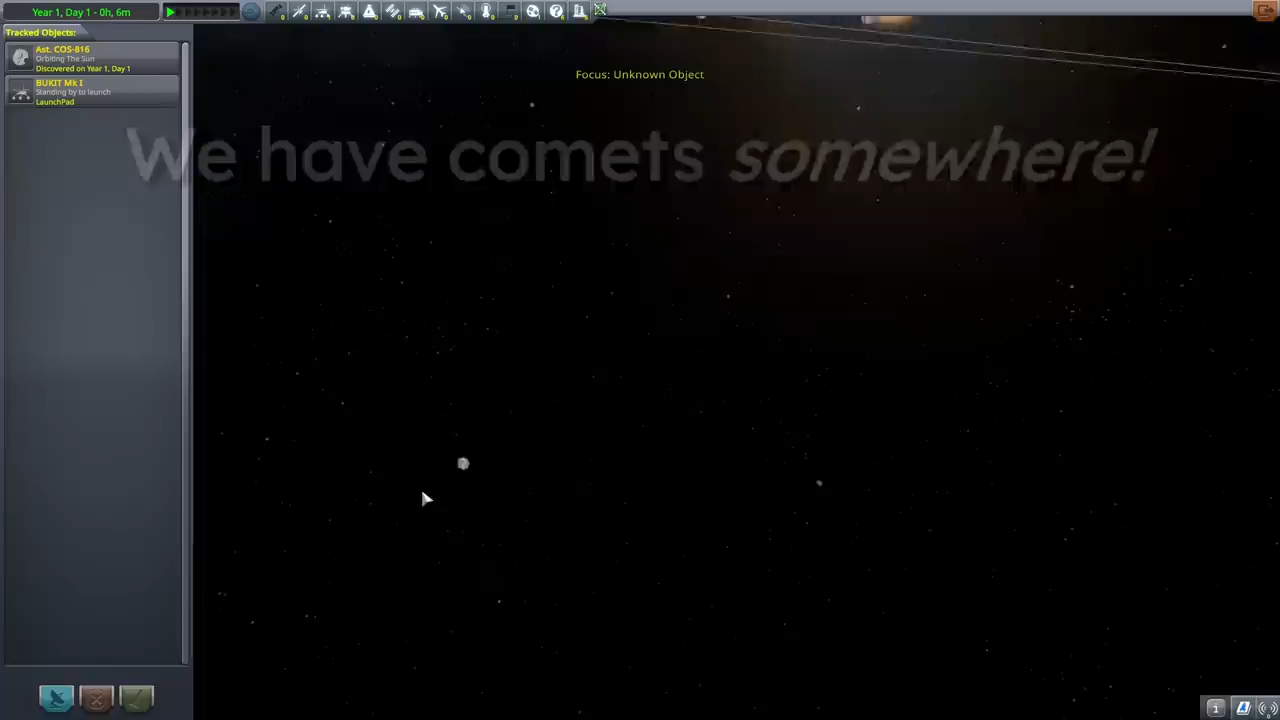 Year 1, Day 1 - 0h, 6m
Tracked Objects:
Ast. COS-816
Orbiting The Sun
Discovered on Year 1, Day 1
BUKIT Mk I
Standing by to launch
LaunchPad
Focus: Unknown Object
We have comets somewhere!